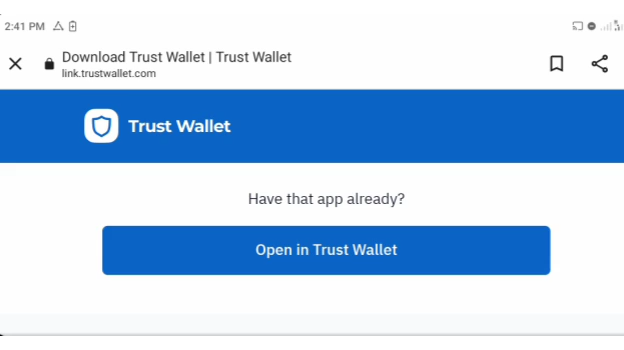 2:41 PM
Download Trust Wallet | Trust Wallet
link.trustwallet.com
Trust Wallet
Have that app already?
Open in Trust Wallet